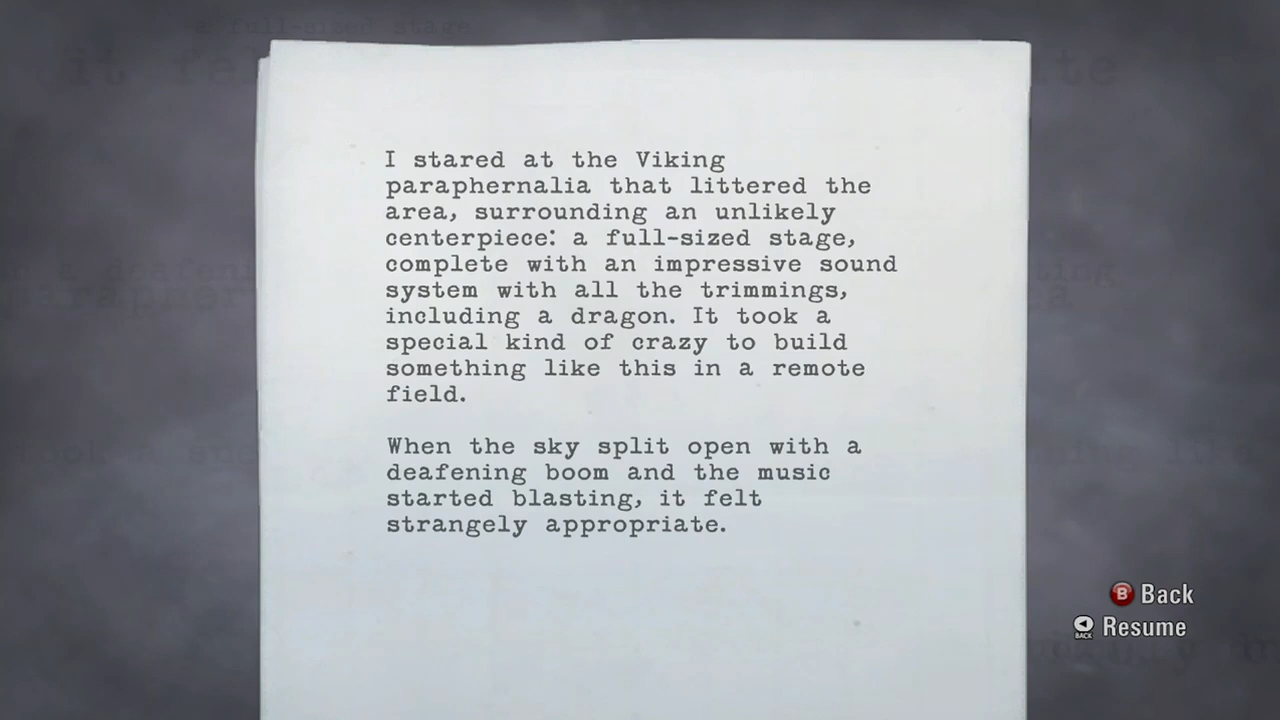 I stared at the Viking
paraphernalia that littered the
area, surrounding an unlikely
centerpiece: a full-sized stage,
complete with an impressive sound
system with all the trimmings,
including a dragon. It took a
special kind of crazy to build
something like this in a remote
field.
When the sky split open with a
deafening boom and the music
started blasting, it felt
strangely appropriate.
B Back
BACK Resume